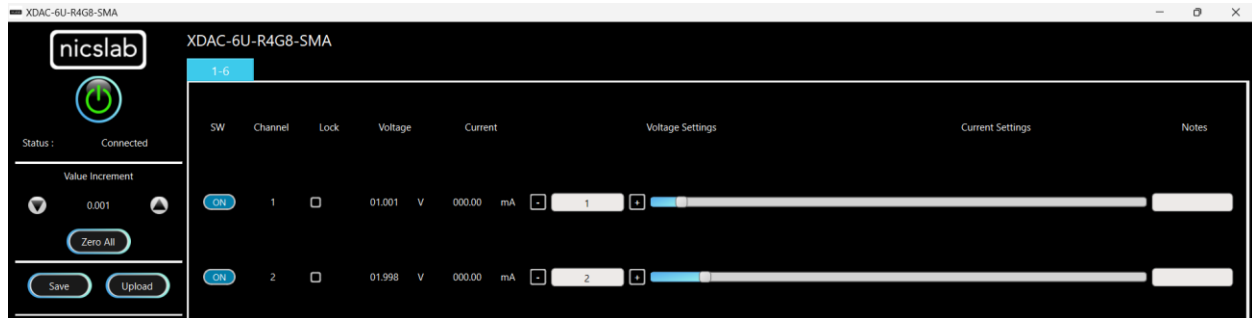 XDAC-6U-R4G8-SMA
nicslab
XDAC-6U-R4G8-SMA
1-6
Status : Connected
SW Channel Lock Voltage Current Voltage Settings Current Settings Notes
Value Increment
0.001
Zero All
Save Upload
ON 1 01.001 V 000.00 mA - 1 +
ON 2 01.998 V 000.00 mA - 2 +